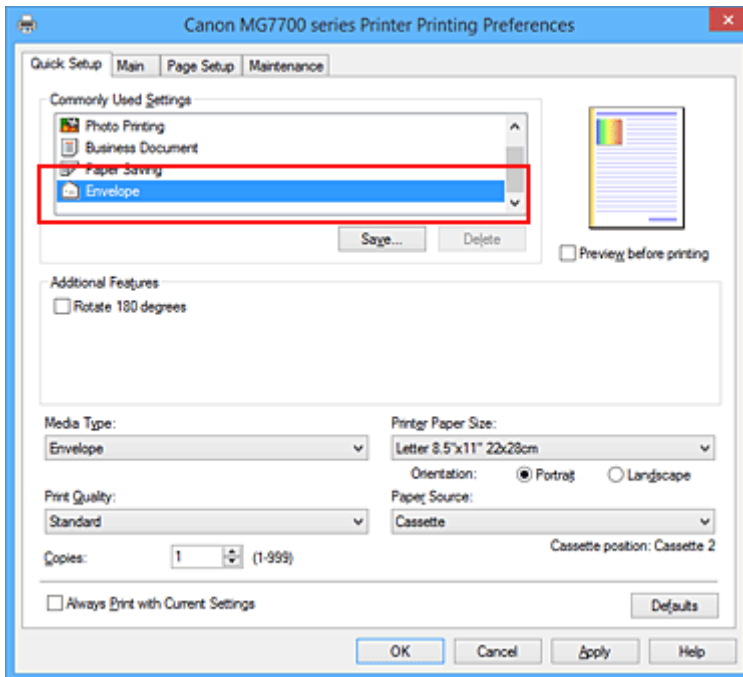 Canon MG7700 series Printer Printing Preferences
Quick Setup Main Page Setup Maintenance
Commonly Used Settings
Photo Printing
Business Document
Paper Saving
Envelope
Save... Delete
Preview before printing
Additional Features
Rotate 180 degrees
Media Type: Printer Paper Size:
Envelope Letter 8.5"x11" 22x28cm
Orientation: Portrait Landscape
Print Quality: Paper Source:
Standard Cassette
Cassette position: Cassette 2
Copies: 1 (1-999)
Always Print with Current Settings Defaults
OK Cancel Apply Help